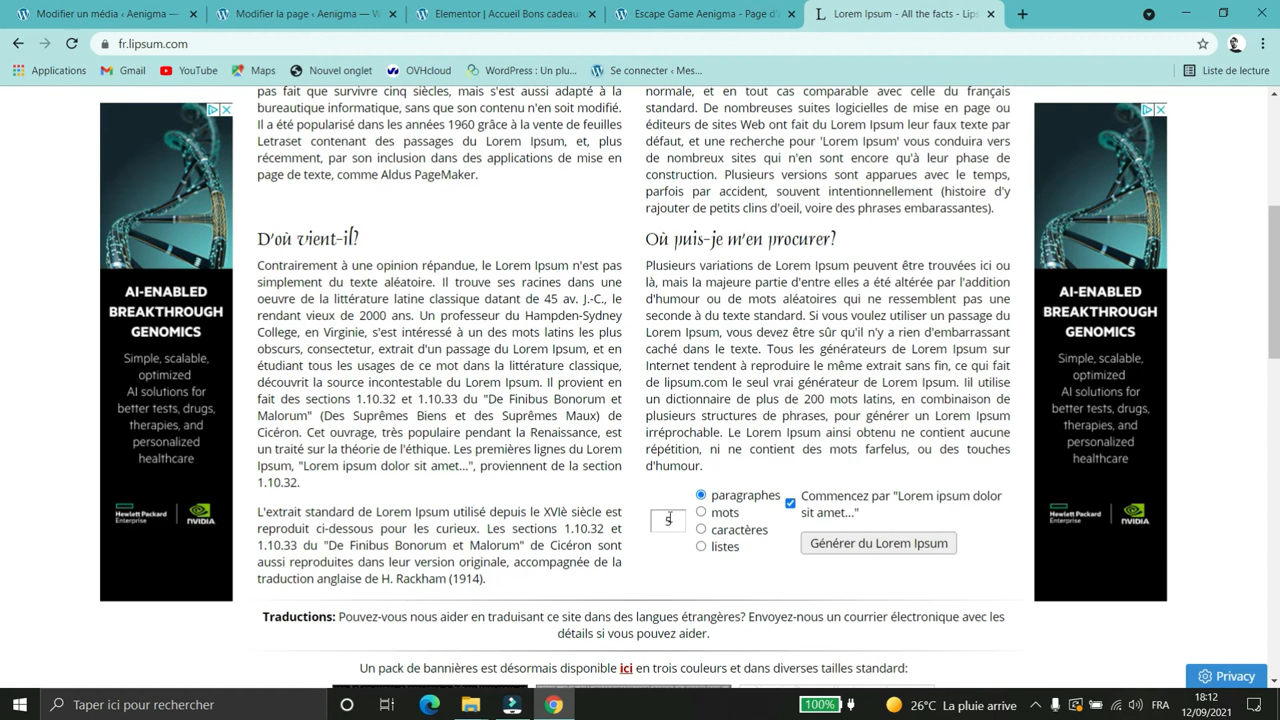 Modifier un média ‹ Aenigma —
Modifier la page ‹ Aenigma — W
Elementor | Accueil Bons cadeau
Escape Game Aenigma - Page d'
Lorem Ipsum - All the facts - Lips
fr.lipsum.com
Applications
Gmail
YouTube
Maps
Nouvel onglet
OVHcloud
WordPress : Un plu...
Se connecter ‹ Mes...
Liste de lecture
pas fait que survivre cinq siècles, mais s'est aussi adapté à la
bureautique informatique, sans que son contenu n'en soit modifié.
Il a été popularisé dans les années 1960 grâce à la vente de feuilles
Letraset contenant des passages du Lorem Ipsum, et, plus
récemment, par son inclusion dans des applications de mise en
page de texte, comme Aldus PageMaker.
normale, et en tout cas comparable avec celle du français
standard. De nombreuses suites logicielles de mise en page ou
éditeurs de sites Web ont fait du Lorem Ipsum leur faux texte par
défaut, et une recherche pour 'Lorem Ipsum' vous conduira vers
de nombreux sites qui n'en sont encore qu'à leur phase de
construction. Plusieurs versions sont apparues avec le temps,
parfois par accident, souvent intentionnellement (histoire d'y
rajouter de petits clins d'oeil, voire des phrases embarassantes).
D'où vient-il?
Contrairement à une opinion répandue, le Lorem Ipsum n'est pas
simplement du texte aléatoire. Il trouve ses racines dans une
oeuvre de la littérature latine classique datant de 45 av. J.-C., le
rendant vieux de 2000 ans. Un professeur du Hampden-Sydney
College, en Virginie, s'est intéressé à un des mots latins les plus
obscurs, consectetur, extrait d'un passage du Lorem Ipsum, et en
étudiant tous les usages de ce mot dans la littérature classique,
découvrit la source incontestable du Lorem Ipsum. Il provient en
fait des sections 1.10.32 et 1.10.33 du "De Finibus Bonorum et
Malorum" (Des Suprêmes Biens et des Suprêmes Maux) de
Cicéron. Cet ouvrage, très populaire pendant la Renaissance, est
un traité sur la théorie de l'éthique. Les premières lignes du Lorem
Ipsum, "Lorem ipsum dolor sit amet...", proviennent de la section
1.10.32.
L'extrait standard de Lorem Ipsum utilisé depuis le XVIè siècle est
reproduit ci-dessous pour les curieux. Les sections 1.10.32 et
1.10.33 du "De Finibus Bonorum et Malorum" de Cicéron sont
aussi reproduites dans leur version originale, accompagnée de la
traduction anglaise de H. Rackham (1914).
Où puis-je m'en procurer?
Plusieurs variations de Lorem Ipsum peuvent être trouvées ici ou
là, mais la majeure partie d'entre elles a été altérée par l'addition
d'humour ou de mots aléatoires qui ne ressemblent pas une
seconde à du texte standard. Si vous voulez utiliser un passage du
Lorem Ipsum, vous devez être sûr qu'il n'y a rien d'embarrassant
caché dans le texte. Tous les générateurs de Lorem Ipsum sur
Internet tendent à reproduire le même extrait sans fin, ce qui fait
de lipsum.com le seul vrai générateur de Lorem Ipsum. Iil utilise
un dictionnaire de plus de 200 mots latins, en combinaison de
plusieurs structures de phrases, pour générer un Lorem Ipsum
irréprochable. Le Lorem Ipsum ainsi obtenu ne contient aucune
répétition, ni ne contient des mots farfelus, ou des touches
d'humour.
5
paragraphes
mots
caractères
listes
Commencez par "Lorem ipsum dolor
sit amet..."
Générer du Lorem Ipsum
Traductions: Pouvez-vous nous aider en traduisant ce site dans des langues étrangères? Envoyez-nous un courrier électronique avec les
détails si vous pouvez aider.
Un pack de bannières est désormais disponible ici en trois couleurs et dans diverses tailles standard:
AI-ENABLED
BREAKTHROUGH
GENOMICS
Simple, scalable,
optimized
AI solutions for
better tests, drugs,
therapies, and
personalized
healthcare
Hewlett Packard
Enterprise
NVIDIA
AI-ENABLED
BREAKTHROUGH
GENOMICS
Simple, scalable,
optimized
AI solutions for
better tests, drugs,
therapies, and
personalized
healthcare
Hewlett Packard
Enterprise
NVIDIA
Privacy
Taper ici pour rechercher
100%
26°C La pluie arrive
FRA
18:12
12/09/2021